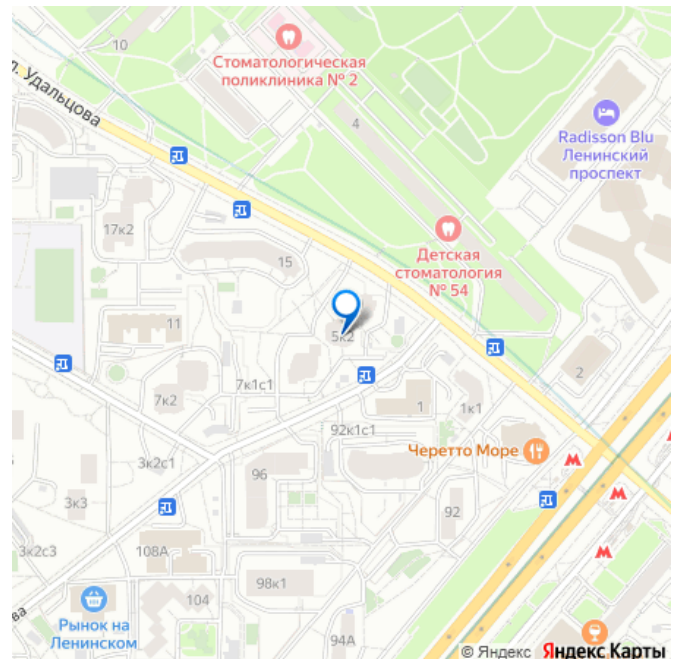 10
Стоматологическая
поликлиника № 2
л. Удальцова
4
Radisson Blu
Ленинский
проспект
17к2
15
Детская
стоматология
№ 54
11
5к2
2
7к1с1
7к2
1
1к1
92к1с1
Черетто Море
3к2с1
96
3к3
92
108А
3к2с3
98к1
104
ва
Рынок на
Ленинском
94А
© Яндекс Яндекс Карты